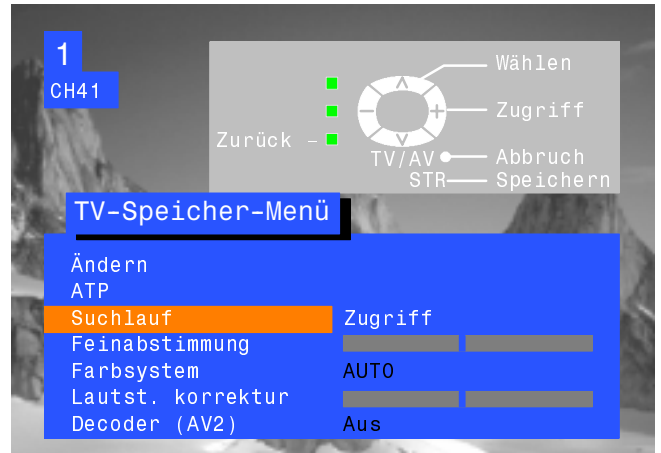 1
CH41
Wählen
Zugriff
Zurück –
TV/AV Abbruch
STR Speichern
TV-Speicher-Menü
Ändern
ATP
Suchlauf Zugriff
Feinabstimmung
Farbsystem AUTO
Lautst. korrektur
Decoder (AV2) Aus